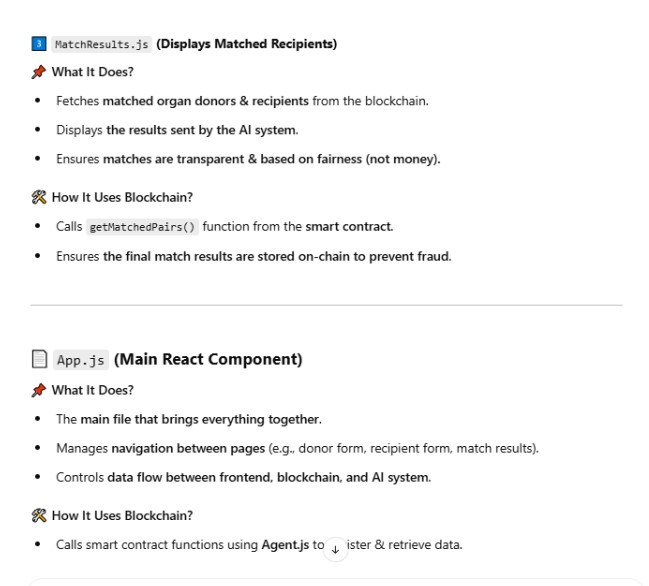 3 MatchResults.js (Displays Matched Recipients)
What It Does?
• Fetches matched organ donors & recipients from the blockchain.
• Displays the results sent by the AI system.
• Ensures matches are transparent & based on fairness (not money).
How It Uses Blockchain?
• Calls getMatchedPairs() function from the smart contract.
• Ensures the final match results are stored on-chain to prevent fraud.
App.js (Main React Component)
What It Does?
• The main file that brings everything together.
• Manages navigation between pages (e.g., donor form, recipient form, match results).
• Controls data flow between frontend, blockchain, and AI system.
How It Uses Blockchain?
• Calls smart contract functions using Agent.js to ister & retrieve data.